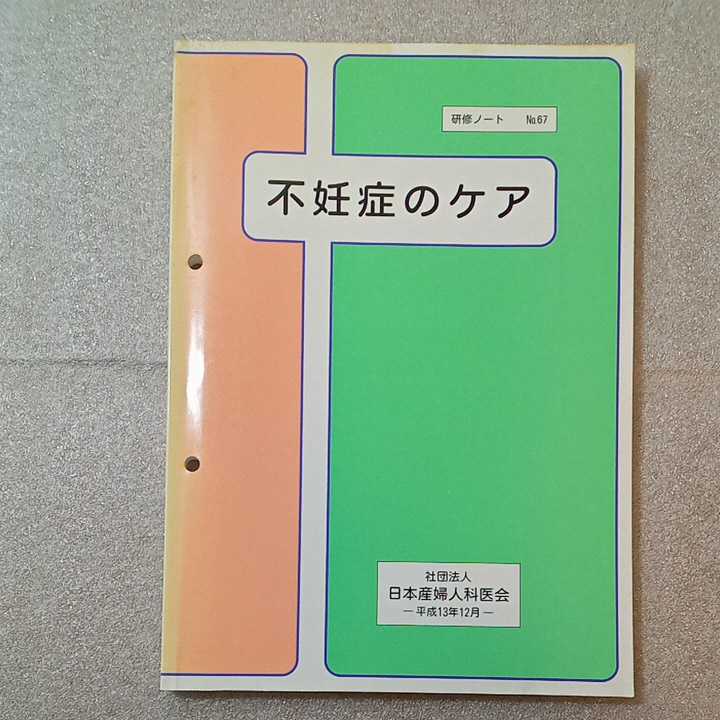 研修ノート　№67
不妊症のケア
社団法人
日本産婦人科医会
― 平成13年12月 ―